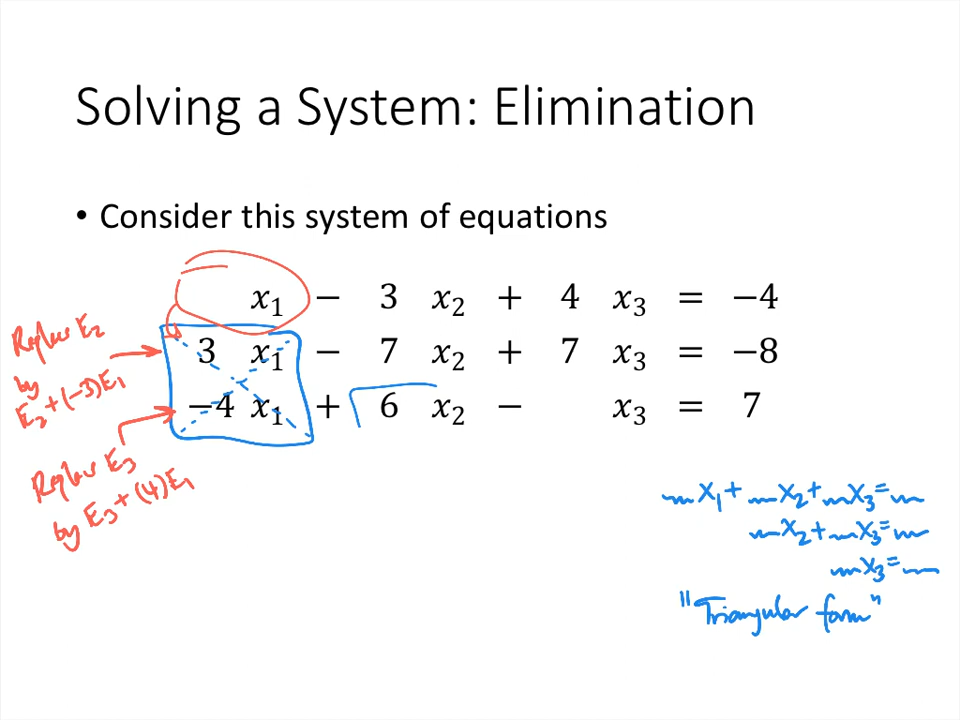 Solving a System: Elimination
• Consider this system of equations
x₁ − 3 x₂ + 4 x₃ = −4
3 x₁ − 7 x₂ + 7 x₃ = −8
−4 x₁ + 6 x₂ − x₃ = 7
Replace E₂
by
E₂+(−3)E₁
Replace E₃
by E₃+(4)E₁
x₁+ x₂+ x₃=
x₂+ x₃=
x₃=
"Triangular form"